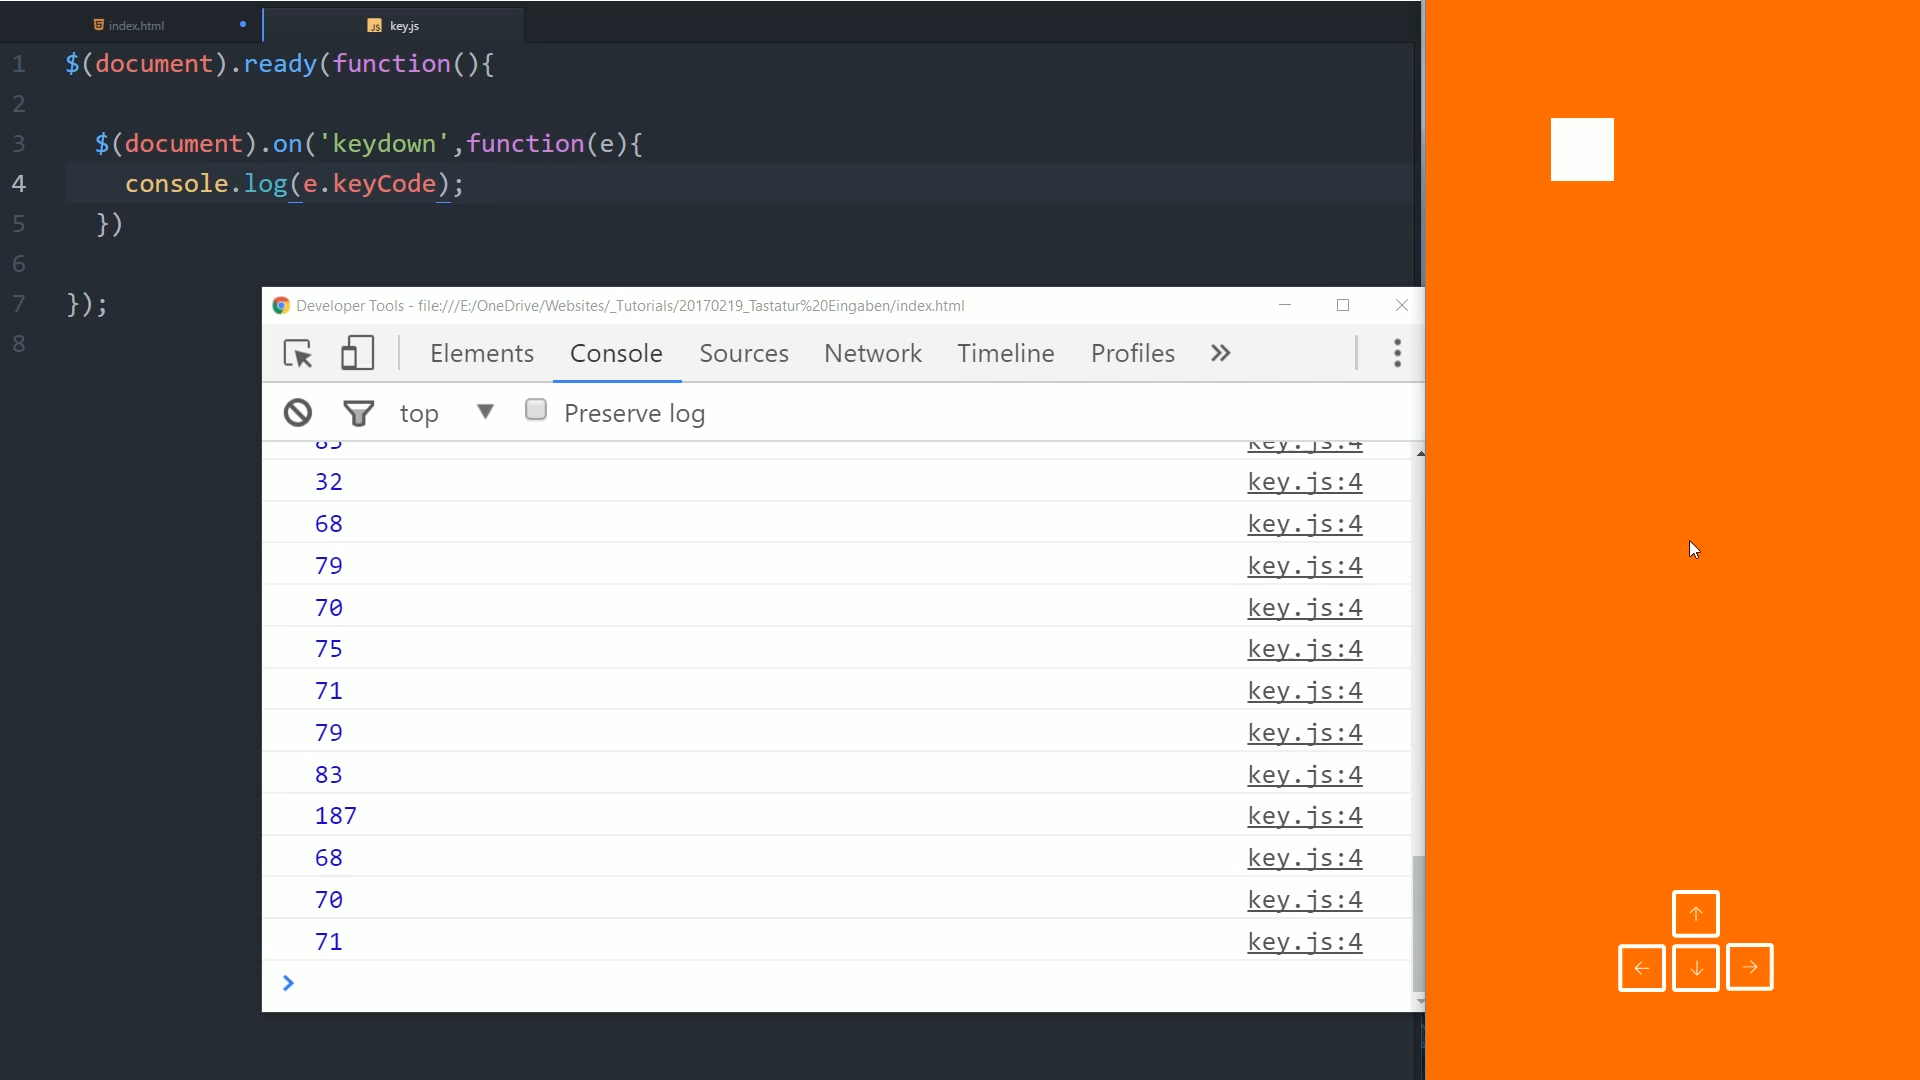 index.html
key.js
1 $(document).ready(function(){
2
3 $(document).on('keydown',function(e){
4 console.log(e.keyCode);
5 })
6
7 });
8
Developer Tools - file:///E:/OneDrive/Websites/_Tutorials/20170219_Tastatur%20Eingaben/index.html
Elements Console Sources Network Timeline Profiles »
top ▼ Preserve log
key.js:4
32 key.js:4
68 key.js:4
79 key.js:4
70 key.js:4
75 key.js:4
71 key.js:4
79 key.js:4
83 key.js:4
187 key.js:4
68 key.js:4
70 key.js:4
71 key.js:4
>
↑
← ↓ →